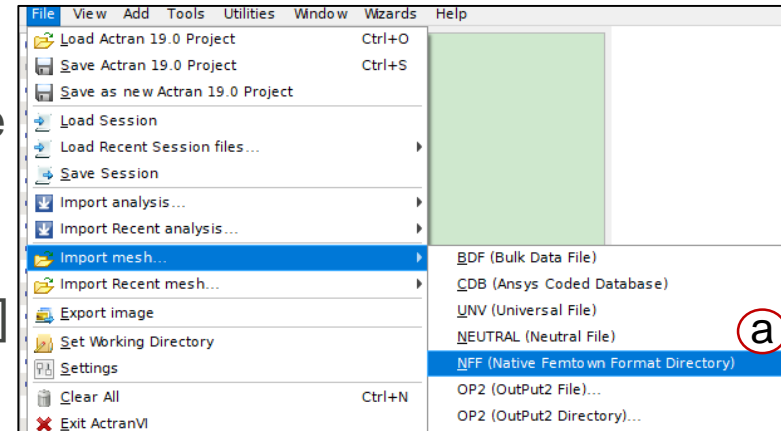 File View Add Tools Utilities Window Wizards Help
Load Actran 19.0 Project Ctrl+O
Save Actran 19.0 Project Ctrl+S
Save as new Actran 19.0 Project
e
Load Session
Load Recent Session files...
Save Session
Import analysis...
Import Recent analysis...
Import mesh...
BDF (Bulk Data File)
Import Recent mesh...
CDB (Ansys Coded Database)
]
Export image
UNV (Universal File)
Set Working Directory
NEUTRAL (Neutral File)
a
Settings
NFF (Native Femtown Format Directory)
Clear All Ctrl+N
OP2 (OutPut2 File)...
Exit ActranVI
OP2 (OutPut2 Directory)...